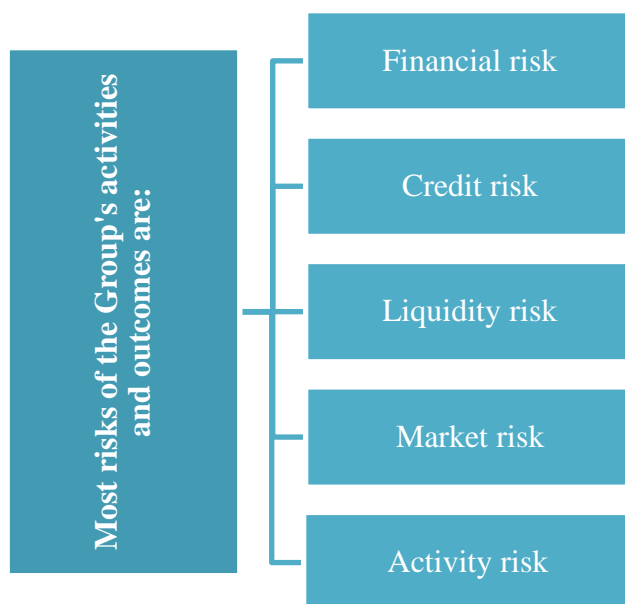 Most risks of the Group's activities
and outcomes are:
Financial risk
Credit risk
Liquidity risk
Market risk
Activity risk